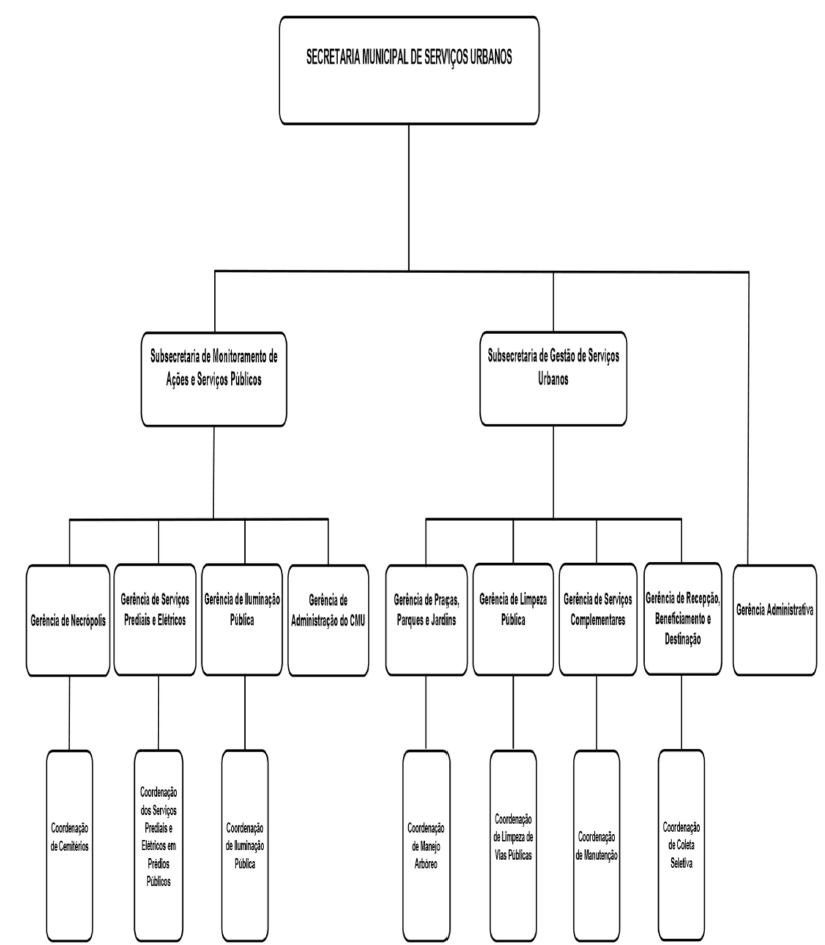 SECRETARIA MUNICIPAL DE SERVIÇOS URBANOS
Subsecretaria de Monitoramento de
Ações e Serviços Públicos
Subsecretaria de Gestão de Serviços
Urbanos
Gerência de Necrópolis
Gerência de Serviços
Prediais e Elétricos
Gerência de Iluminação
Pública
Gerência de
Administração do CMU
Gerência de Praças,
Parques e Jardins
Gerência de Limpeza
Pública
Gerência de Serviços
Complementares
Gerência de Recepção,
Beneficiamento e
Destinação
Gerência Administrativa
Coordenação
de Cemitérios
Coordenação
dos Serviços
Prediais e
Elétricos em
Prédios
Públicos
Coordenação
de Iluminação
Pública
Coordenação
de Manejo
Arbóreo
Coordenação
de Limpeza de
Vias Públicas
Coordenação
de Manutenção
Coordenação
de Coleta
Seletiva